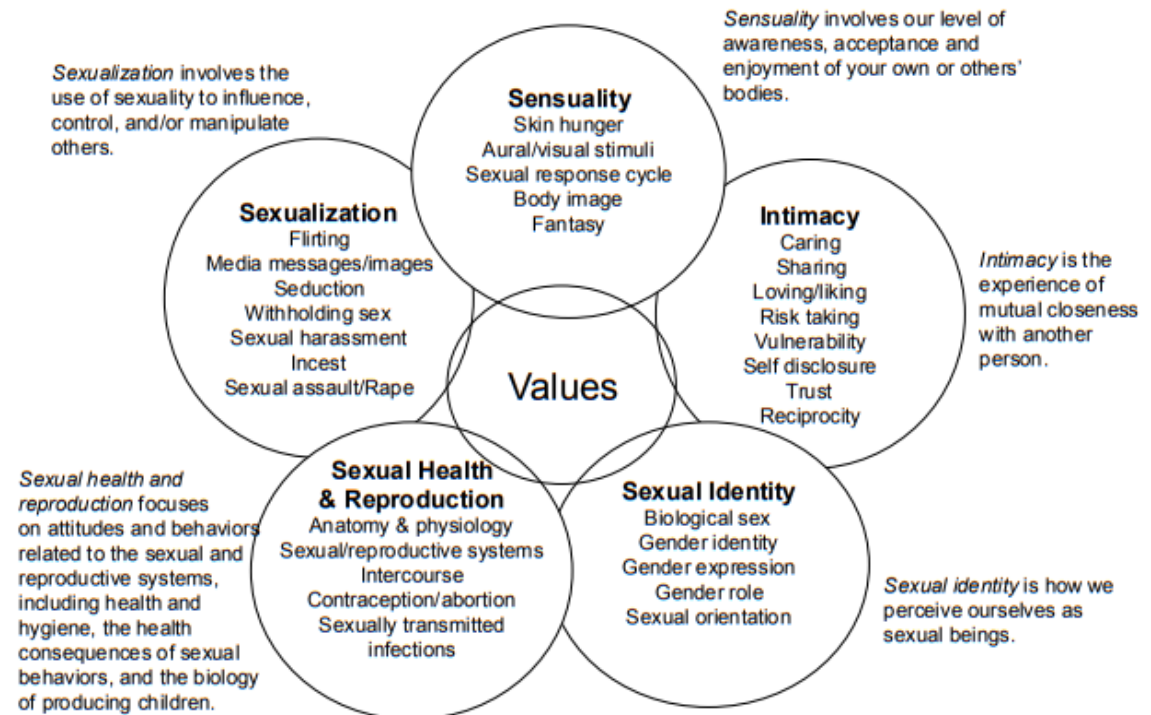 Sensuality involves our level of
awareness, acceptance and
enjoyment of your own or others'
bodies.
Sexualization involves the
use of sexuality to influence,
control, and/or manipulate
others.
Sensuality
Skin hunger
Aural/visual stimuli
Sexual response cycle
Body image
Fantasy
Sexualization
Flirting
Media messages/images
Seduction
Withholding sex
Sexual harassment
Incest
Sexual assault/Rape
Intimacy
Caring
Sharing
Loving/liking
Risk taking
Vulnerability
Self disclosure
Trust
Reciprocity
Intimacy is the
experience of
mutual closeness
with another
person.
Values
Sexual health and
reproduction focuses
on attitudes and behaviors
related to the sexual and
reproductive systems,
including health and
hygiene, the health
consequences of sexual
behaviors, and the biology
of producing children.
Sexual Health
& Reproduction
Anatomy & physiology
Sexual/reproductive systems
Intercourse
Contraception/abortion
Sexually transmitted
infections
Sexual Identity
Biological sex
Gender identity
Gender expression
Gender role
Sexual orientation
Sexual identity is how we
perceive ourselves as
sexual beings.